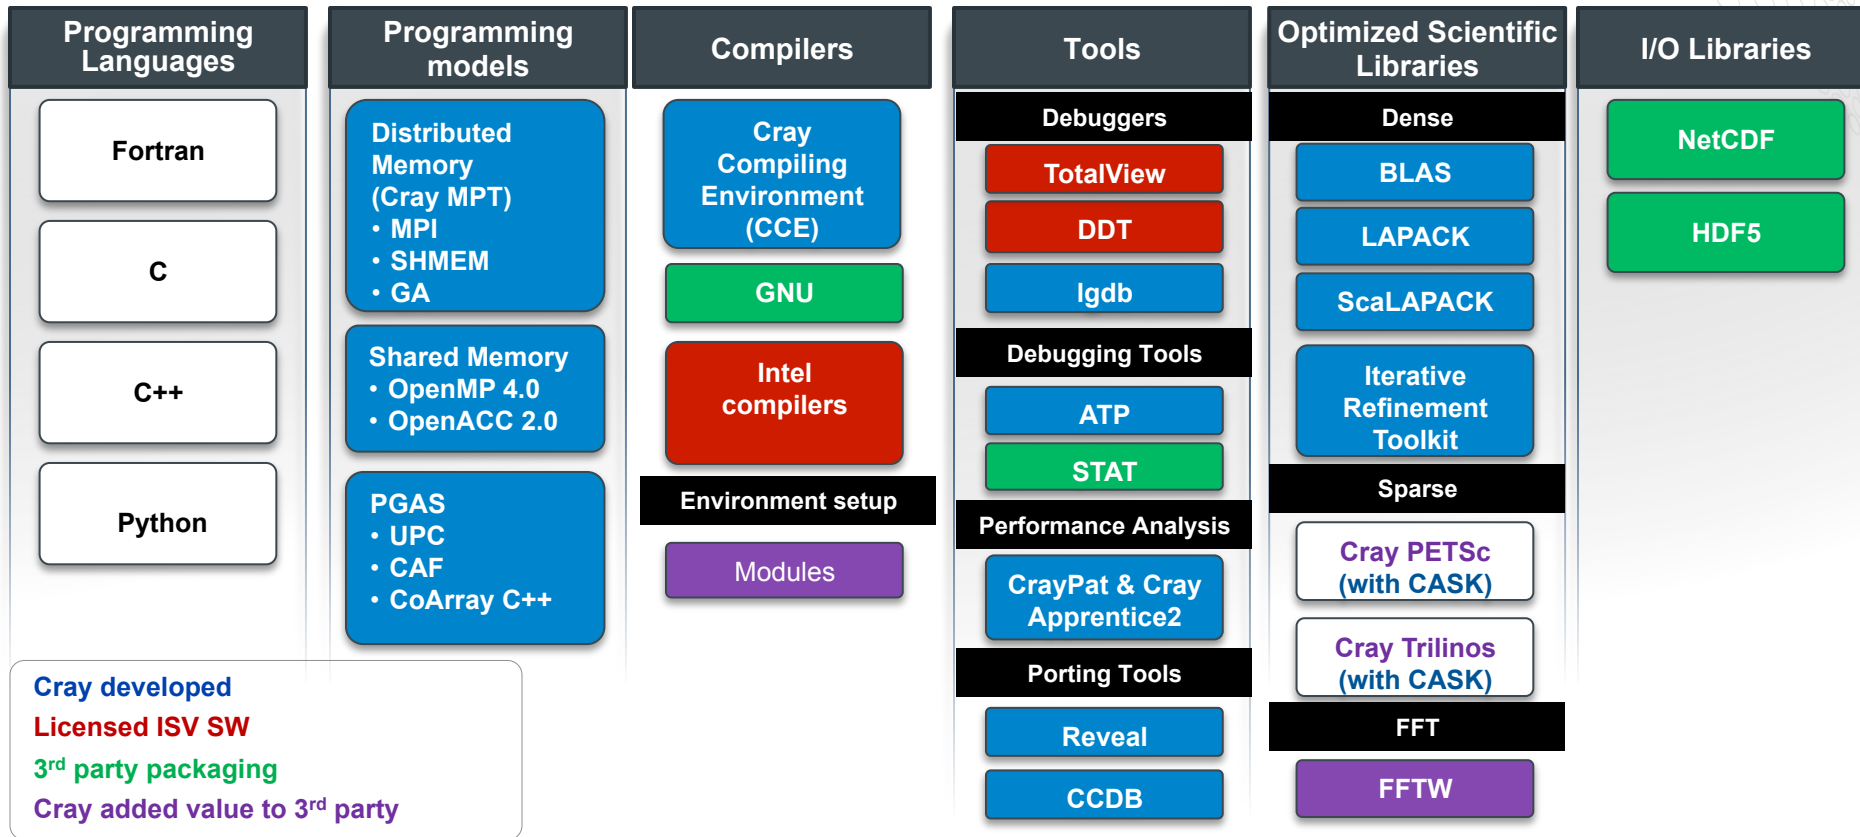 Programming
Languages
Fortran
C
C++
Python
Programming
models
Distributed
Memory
(Cray MPT)
• MPI
• SHMEM
• GA
Shared Memory
• OpenMP 4.0
• OpenACC 2.0
PGAS
• UPC
• CAF
• CoArray C++
Compilers
Cray
Compiling
Environment
(CCE)
GNU
Intel
compilers
Environment setup
Modules
Tools
Debuggers
TotalView
DDT
lgdb
Debugging Tools
ATP
STAT
Performance Analysis
CrayPat & Cray
Apprentice2
Porting Tools
Reveal
CCDB
Optimized Scientific
Libraries
Dense
BLAS
LAPACK
ScaLAPACK
Iterative
Refinement
Toolkit
Sparse
Cray PETSc
(with CASK)
Cray Trilinos
(with CASK)
FFT
FFTW
I/O Libraries
NetCDF
HDF5
Cray developed
Licensed ISV SW
3rd party packaging
Cray added value to 3rd party